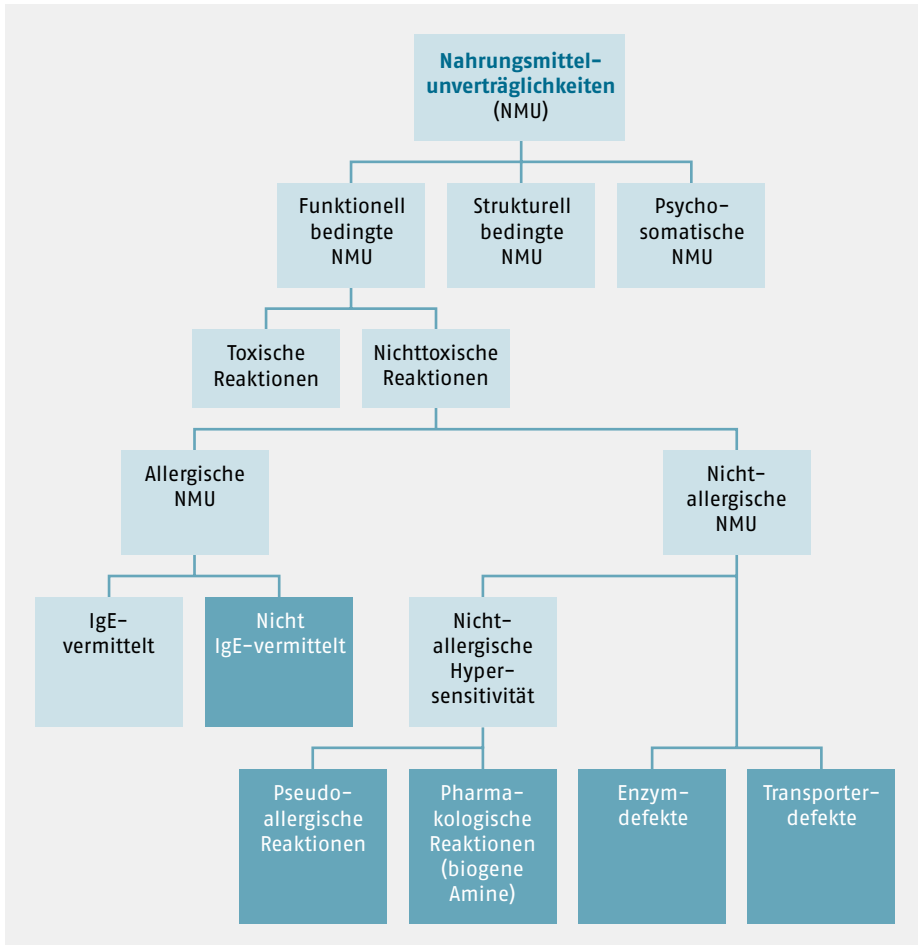 Nahrungsmittel-
unverträglichkeiten
(NMU)
Funktionell
bedingte
NMU
Strukturell
bedingte
NMU
Psycho-
somatische
NMU
Toxische
Reaktionen
Nichttoxische
Reaktionen
Allergische
NMU
Nicht-
allergische
NMU
IgE-
vermittelt
Nicht
IgE-vermittelt
Nicht-
allergische
Hyper-
sensitivität
Pseudo-
allergische
Reaktionen
Pharma-
kologische
Reaktionen
(biogene
Amine)
Enzym-
defekte
Transporter-
defekte